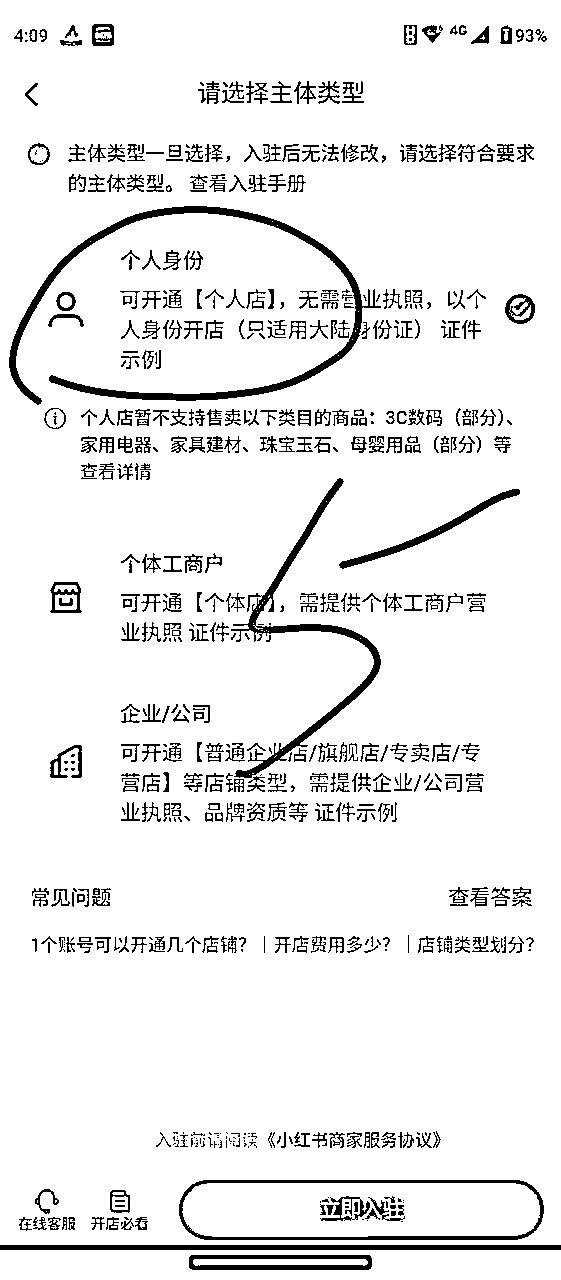 4:09
4G
93%
请选择主体类型
主体类型一旦选择，入驻后无法修改，请选择符合要求
的主体类型。 查看入驻手册
个人身份
可开通【个人店】，无需营业执照，以个
人身份开店（只适用大陆身份证） 证件
示例
个人店暂不支持售卖以下类目的商品：3C数码（部分）、
家用电器、家具建材、珠宝玉石、母婴用品（部分）等
查看详情
个体工商户
可开通【个体店】，需提供个体工商户营
业执照 证件示例
企业/公司
可开通【普通企业店/旗舰店/专卖店/专
营店】等店铺类型，需提供企业/公司营
业执照、品牌资质等 证件示例
常见问题 查看答案
1个账号可以开通几个店铺？｜开店费用多少？｜店铺类型划分？
入驻前请阅读《小红书商家服务协议》
在线客服 开店必看 立即入驻
5